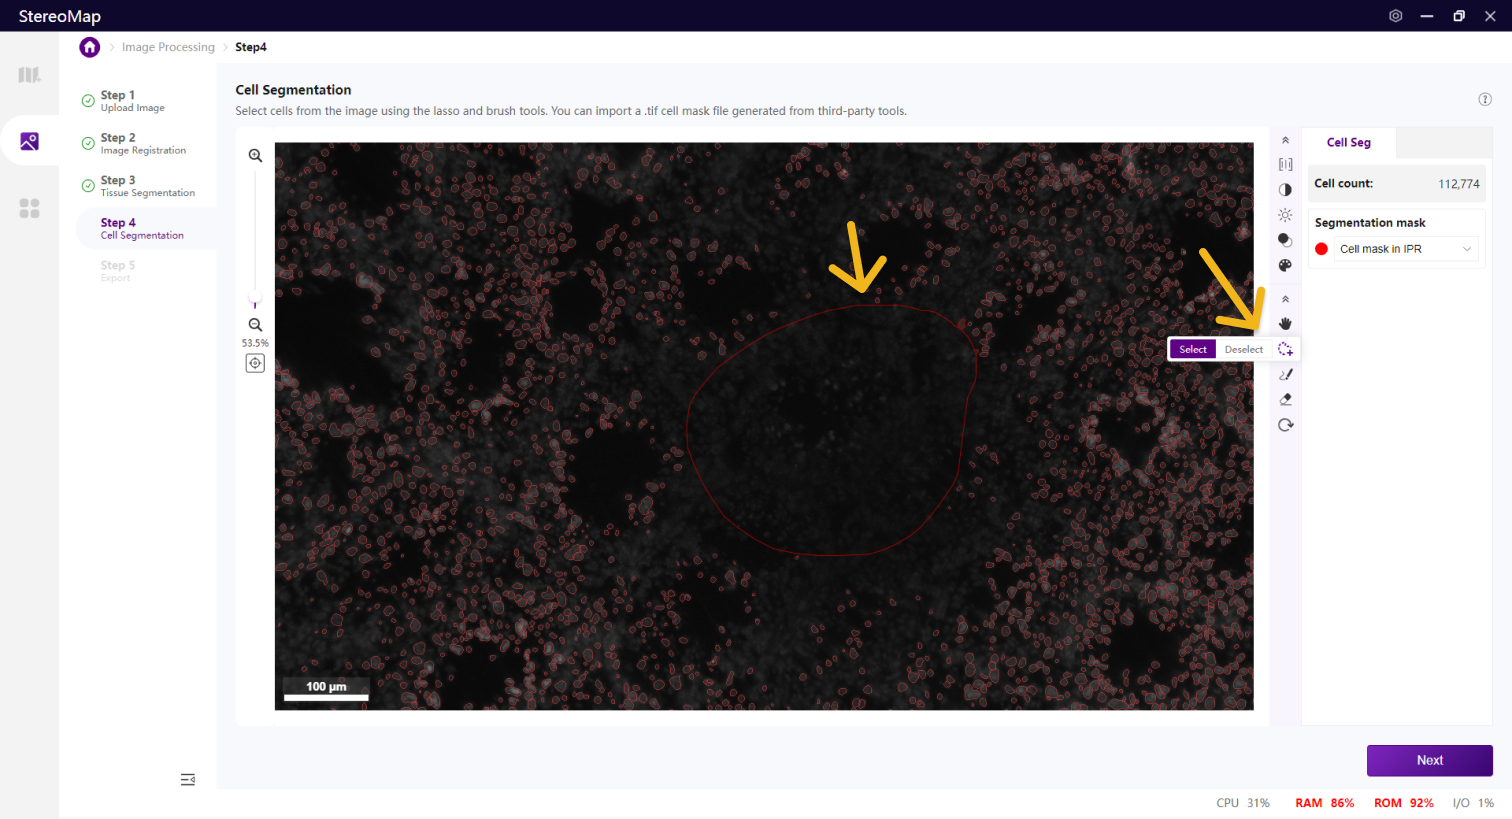 StereoMap
Image Processing
Step4
Step 1
Upload Image
Step 2
Image Registration
Step 3
Tissue Segmentation
Step 4
Cell Segmentation
Step 5
Export
Cell Segmentation
Select cells from the image using the lasso and brush tools. You can import a .tif cell mask file generated from third-party tools.
53.5%
100 μm
Select Deselect
Cell Seg
Cell count: 112,774
Segmentation mask
Cell mask in IPR
Next
CPU 31% RAM 86% ROM 92% I/O 1%